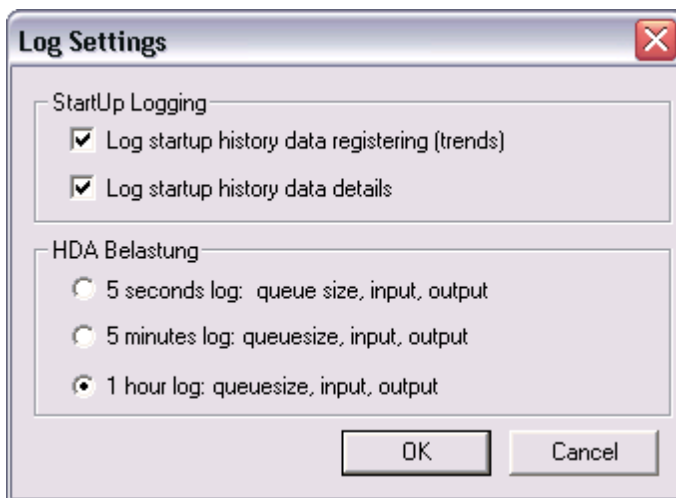 Log Settings
StartUp Logging
Log startup history data registering (trends)
Log startup history data details
HDA Belastung
5 seconds log:  queue size, input, output
5 minutes log: queuesize, input, output
1 hour log: queuesize, input, output
OK
Cancel